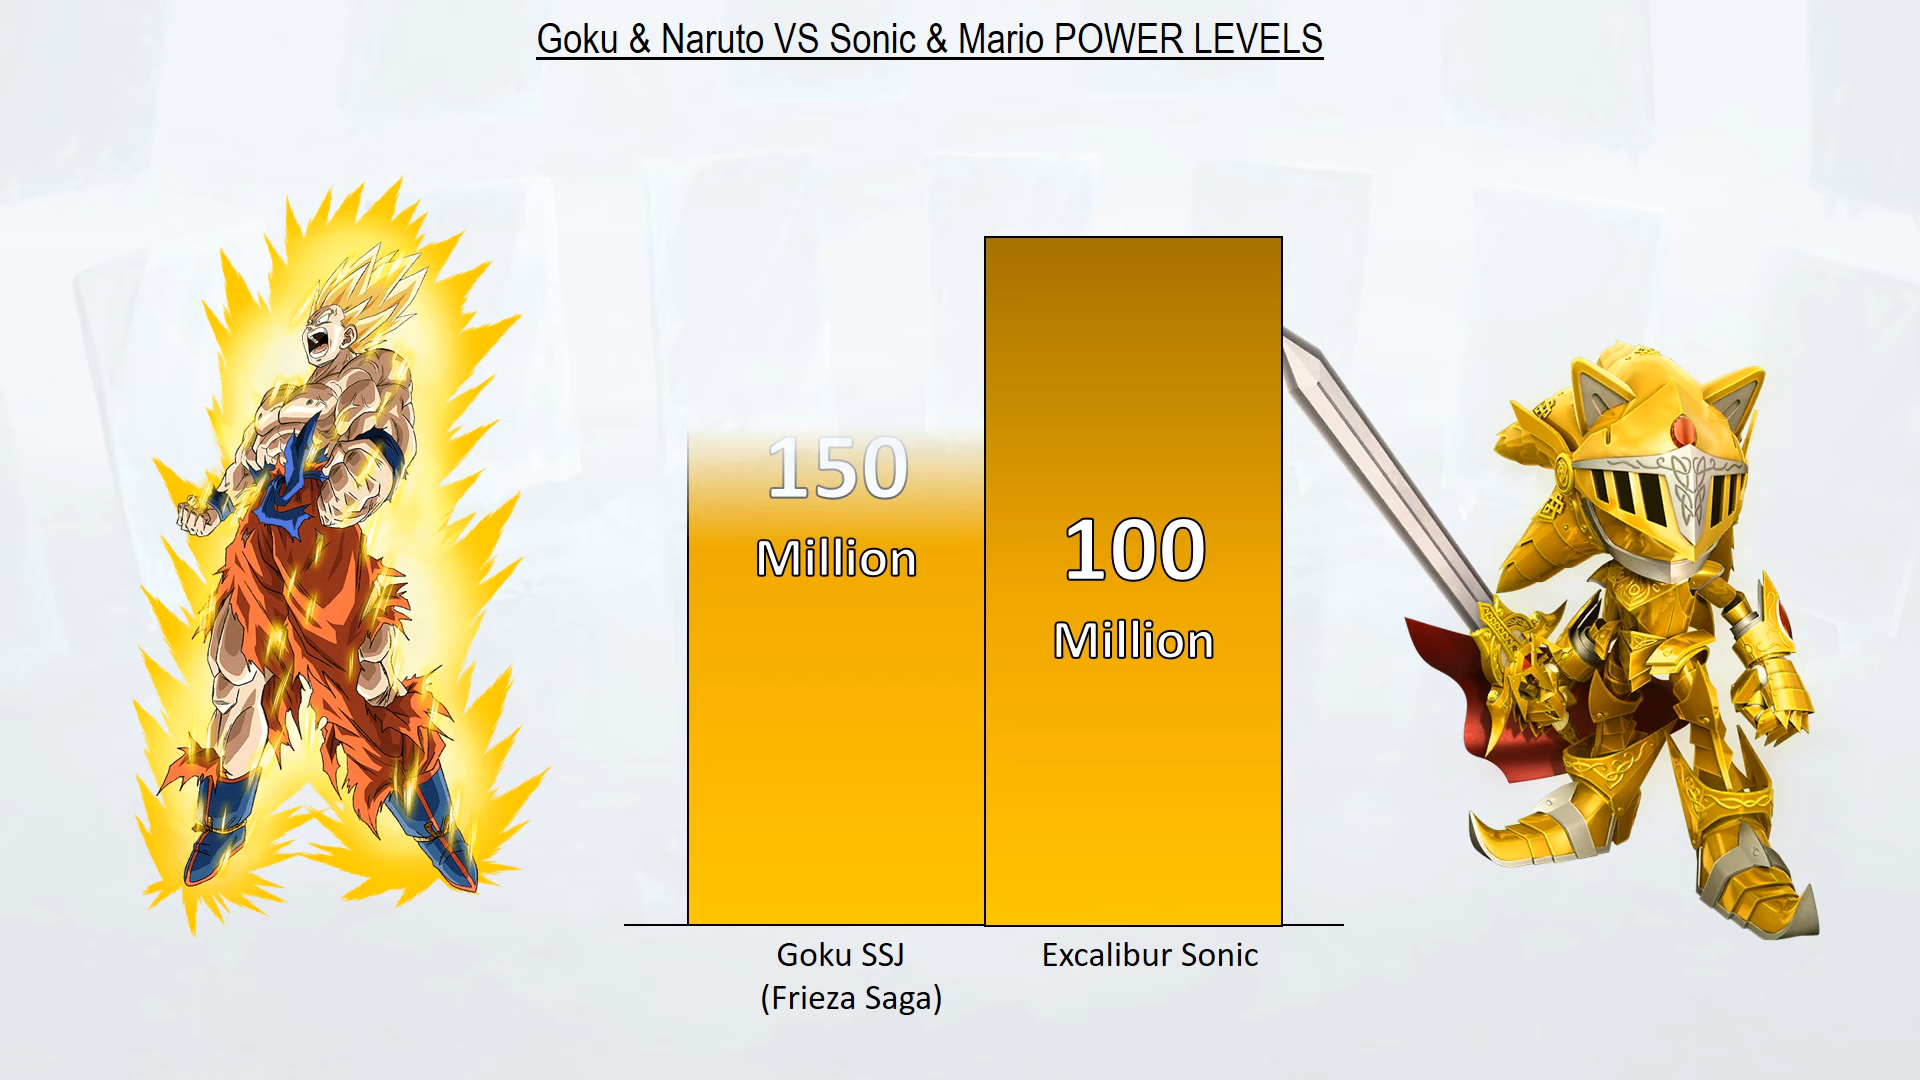 Goku & Naruto VS Sonic & Mario POWER LEVELS
150
Million
100
Million
Goku SSJ
(Frieza Saga)
Excalibur Sonic